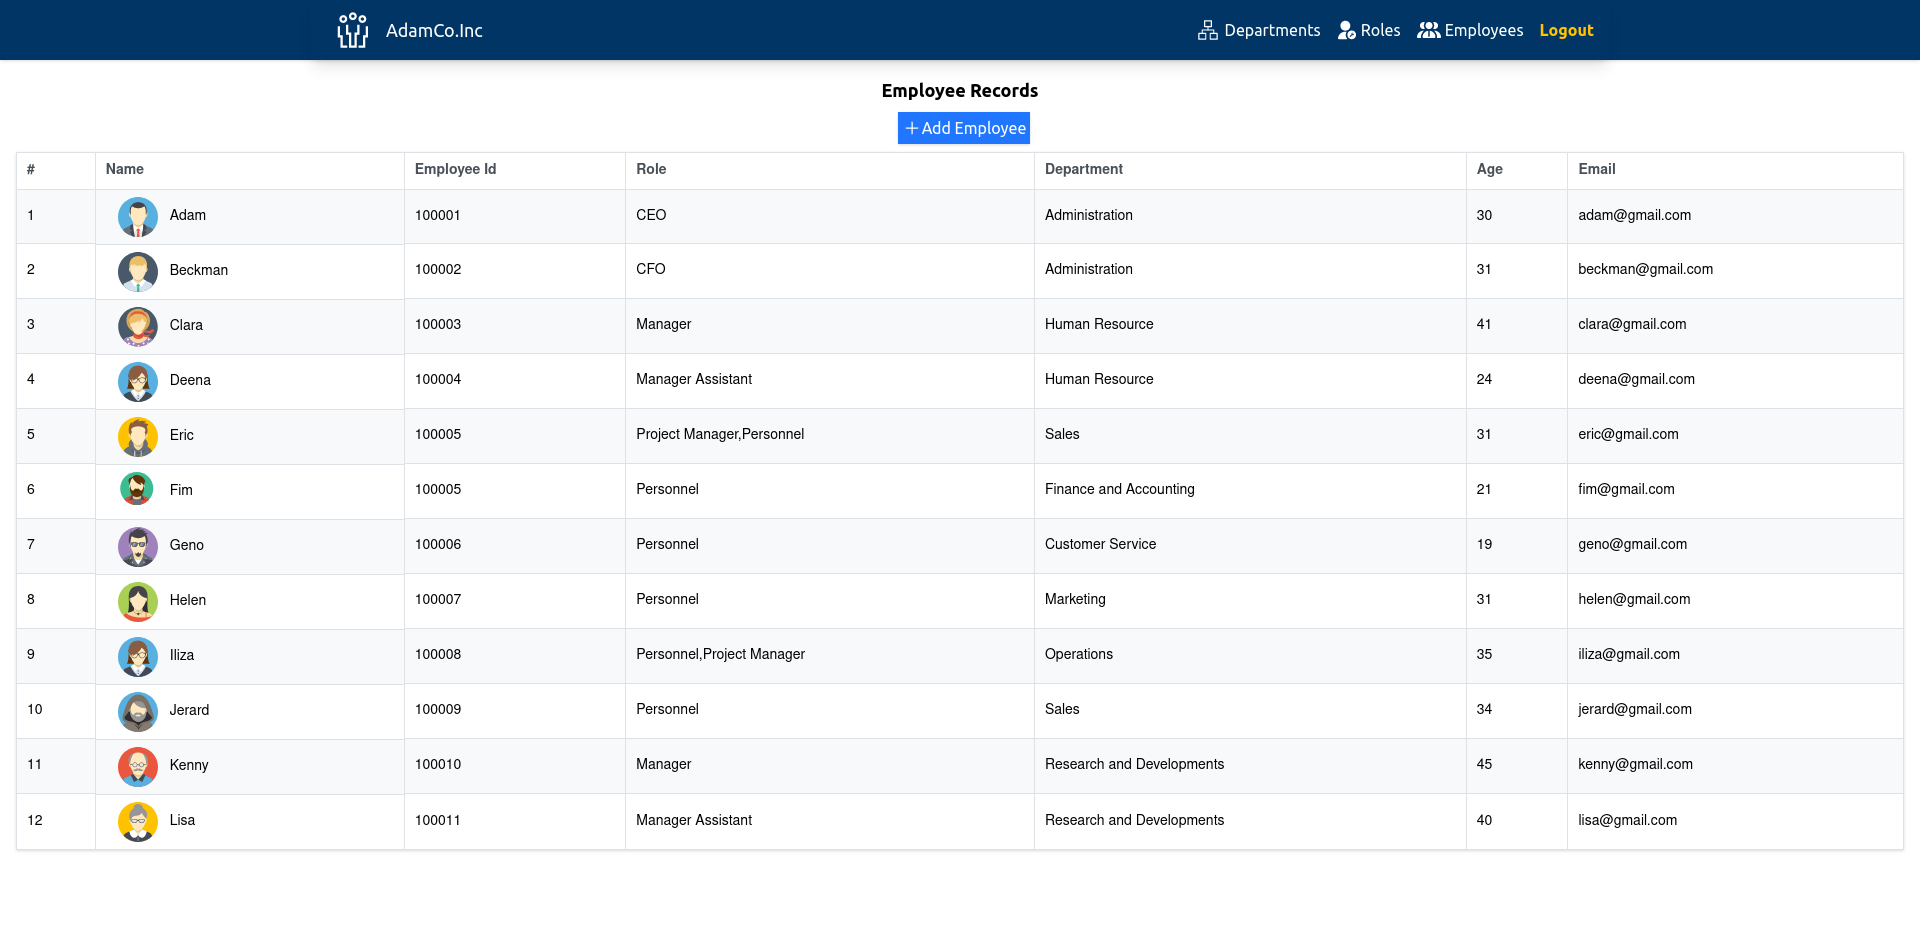 AdamCo.Inc Departments Roles Employees Logout
Employee Records
Add Employee
# Name Employee Id Role Department Age Email
1 Adam 100001 CEO Administration 30 adam@gmail.com
2 Beckman 100002 CFO Administration 31 beckman@gmail.com
3 Clara 100003 Manager Human Resource 41 clara@gmail.com
4 Deena 100004 Manager Assistant Human Resource 24 deena@gmail.com
5 Eric 100005 Project Manager,Personnel Sales 31 eric@gmail.com
6 Fim 100005 Personnel Finance and Accounting 21 fim@gmail.com
7 Geno 100006 Personnel Customer Service 19 geno@gmail.com
8 Helen 100007 Personnel Marketing 31 helen@gmail.com
9 Iliza 100008 Personnel,Project Manager Operations 35 iliza@gmail.com
10 Jerard 100009 Personnel Sales 34 jerard@gmail.com
11 Kenny 100010 Manager Research and Developments 45 kenny@gmail.com
12 Lisa 100011 Manager Assistant Research and Developments 40 lisa@gmail.com